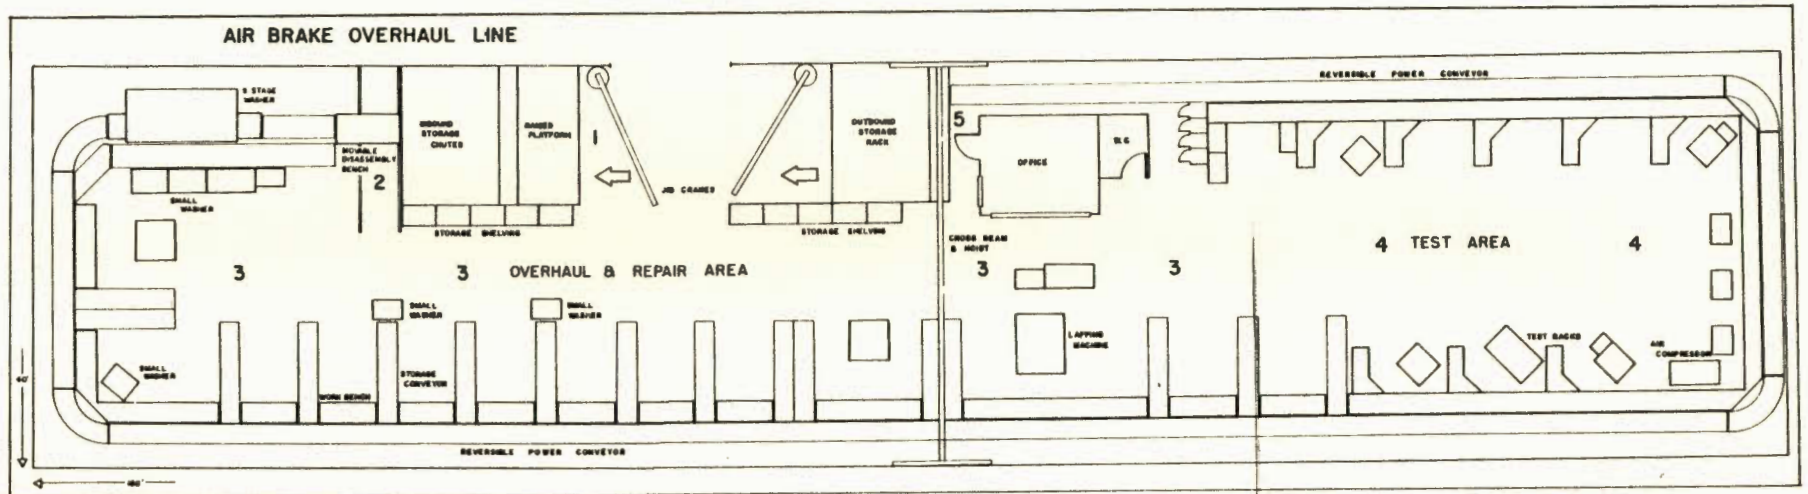 AIR BRAKE OVERHAUL LINE
REVERSIBLE POWER CONVEYOR
STAGE
WASHER
INBOUND
STORAGE
CHUTES
RAISED
PLATFORM
1
OUTBOUND
STORAGE
RACK
5
OFFICE
MOVABLE
DISASSEMBLY
BENCH
2
JIB CRANES
SMALL
WASHER
STORAGE SHELVING
STORAGE SHELVING
CROSS BEAM
& HOIST
3
3
OVERHAUL & REPAIR AREA
3
3
4
TEST AREA
4
SMALL
WASHER
SMALL
WASHER
LAPPING
MACHINE
TEST RACKS
AIR
COMPRESSOR
SMALL
WASHER
STORAGE
CONVEYOR
WORK BENCH
40'
REVERSIBLE POWER CONVEYOR